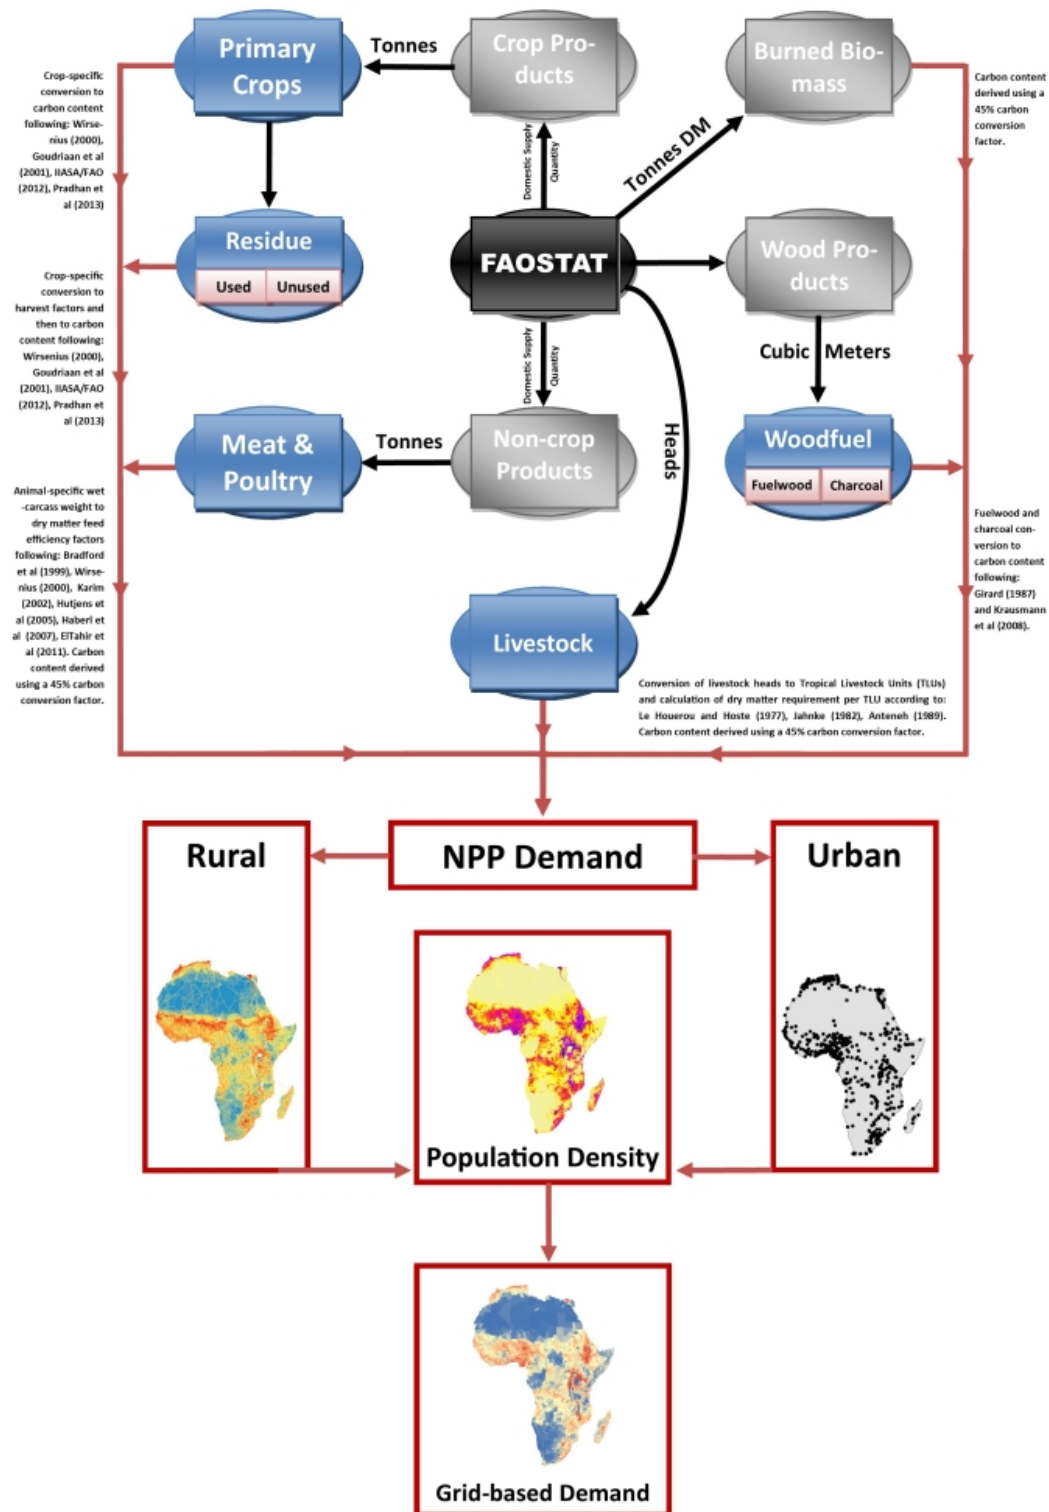 Primary
Crops
Tonnes
Crop Pro-
ducts
Burned Bio-
mass
Crop-specific
conversion to
carbon content
following: Wirse-
nius (2000),
Goudriaan et al
(2001), IIASA/FAO
(2012), Pradhan et
al (2013)
Carbon content
derived using a
45% carbon
conversion
factor.
Domestic Supply
Quantity
Tonnes DM
Residue
Used
Unused
FAOSTAT
Wood Pro-
ducts
Crop-specific
conversion to
harvest factors and
then to carbon
content following:
Wirsenius (2000),
Goudriaan et al
(2001), IIASA/FAO
(2012), Pradhan et
al (2013)
Domestic Supply
Quantity
Cubic Meters
Heads
Meat &
Poultry
Tonnes
Non-crop
Products
Woodfuel
Fuelwood
Charcoal
Animal-specific wet
-carcass weight to
dry matter feed
efficiency factors
following: Bradford
et al (1999), Wirse-
nius (2000), Karim
(2002), Hutjens et
al (2005), Haberl et
al (2007), ElTahir et
al (2011). Carbon
content derived
using a 45% carbon
conversion factor.
Fuelwood and
charcoal con-
version to
carbon content
following:
Girard (1987)
and Krausmann
et al (2008).
Livestock
Conversion of livestock heads to Tropical Livestock Units (TLUs)
and calculation of dry matter requirement per TLU according to:
Le Houerou and Hoste (1977), Jahnke (1982), Anteneh (1989).
Carbon content derived using a 45% carbon conversion factor.
Rural
NPP Demand
Urban
Population Density
Grid-based Demand